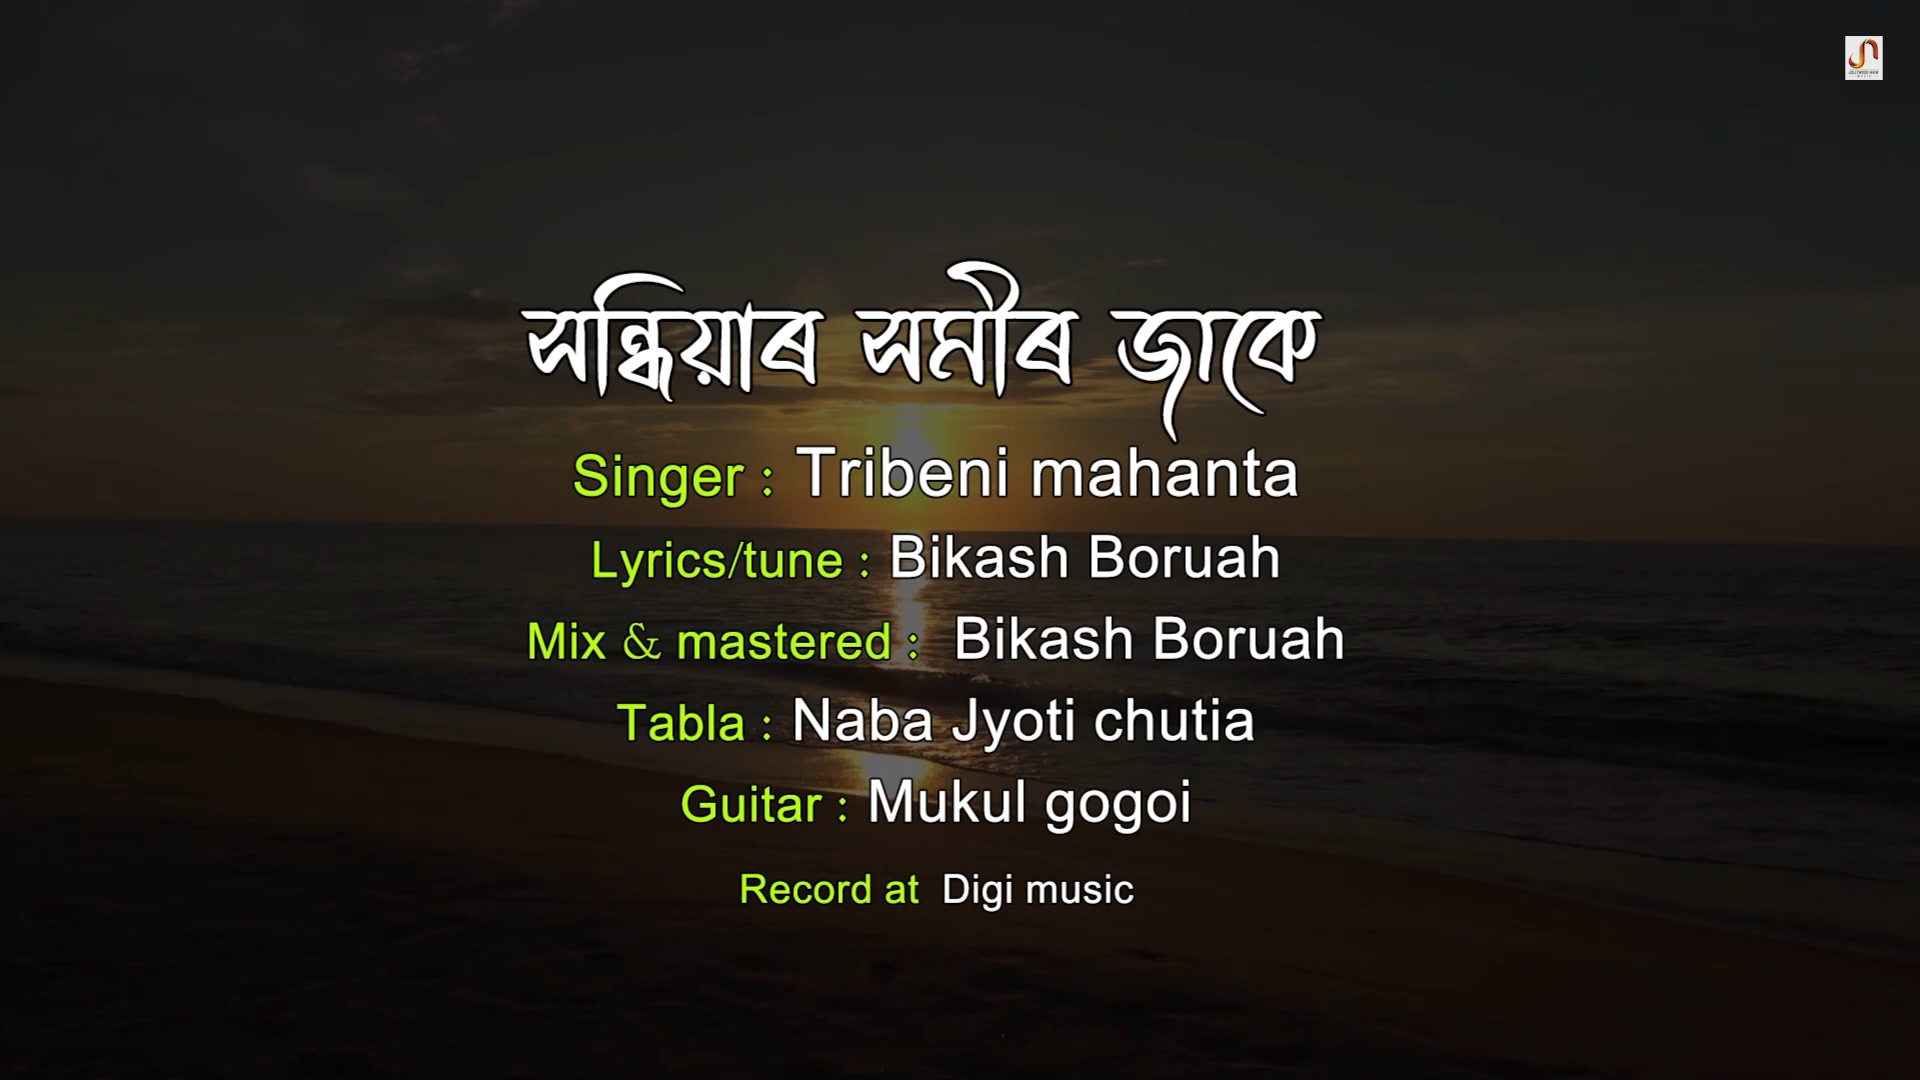 সন্ধিয়াৰ সমীৰ জাকে
Singer : Tribeni mahanta
Lyrics/tune : Bikash Boruah
Mix & mastered : Bikash Boruah
Tabla : Naba Jyoti chutia
Guitar : Mukul gogoi
Record at Digi music